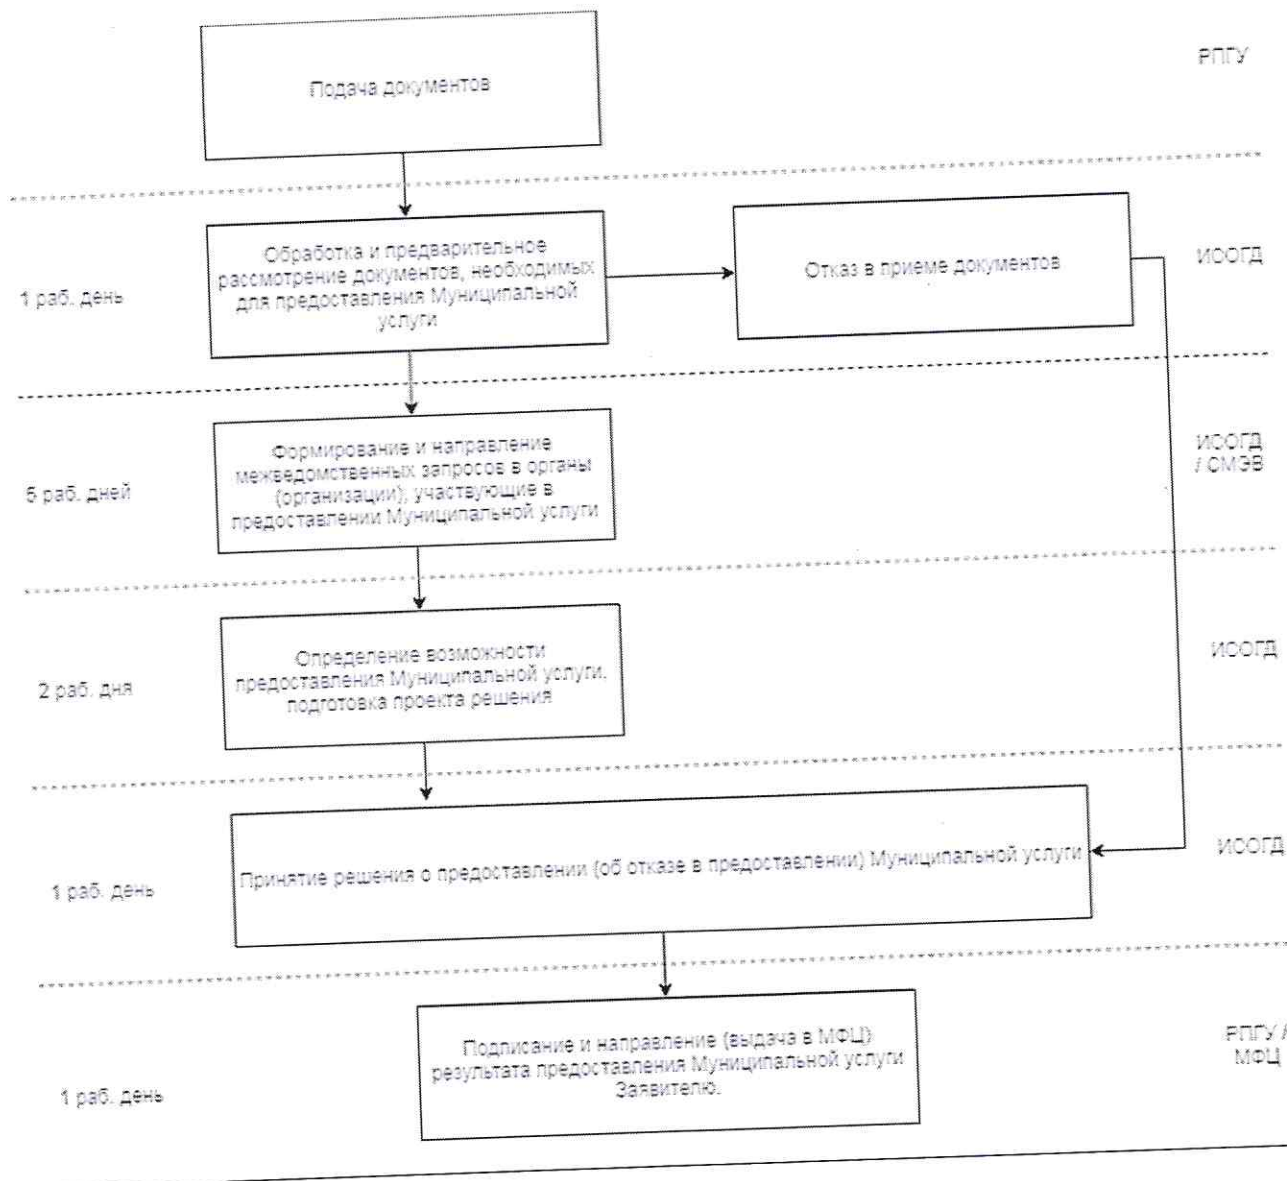 Подача документов
РПГУ
1 раб. день
Обработка и предварительное
рассмотрение документов, необходимых
для предоставления Муниципальной
услуги
Отказ в приеме документов
ИСОГД
5 раб. дней
Формирование и направление
межведомственных запросов в органы
(организации), участвующие в
предоставлении Муниципальной услуги
ИСОГД
/ СМЭВ
2 раб. дня
Определение возможности
предоставления Муниципальной услуги,
подготовка проекта решения
ИСОГД
1 раб. день
Принятие решения о предоставлении (об отказе в предоставлении) Муниципальной услуги
ИСОГД
1 раб. день
Подписание и направление (выдача в МФЦ)
результата предоставления Муниципальной услуги
Заявителю.
РПГУ /
МФЦ